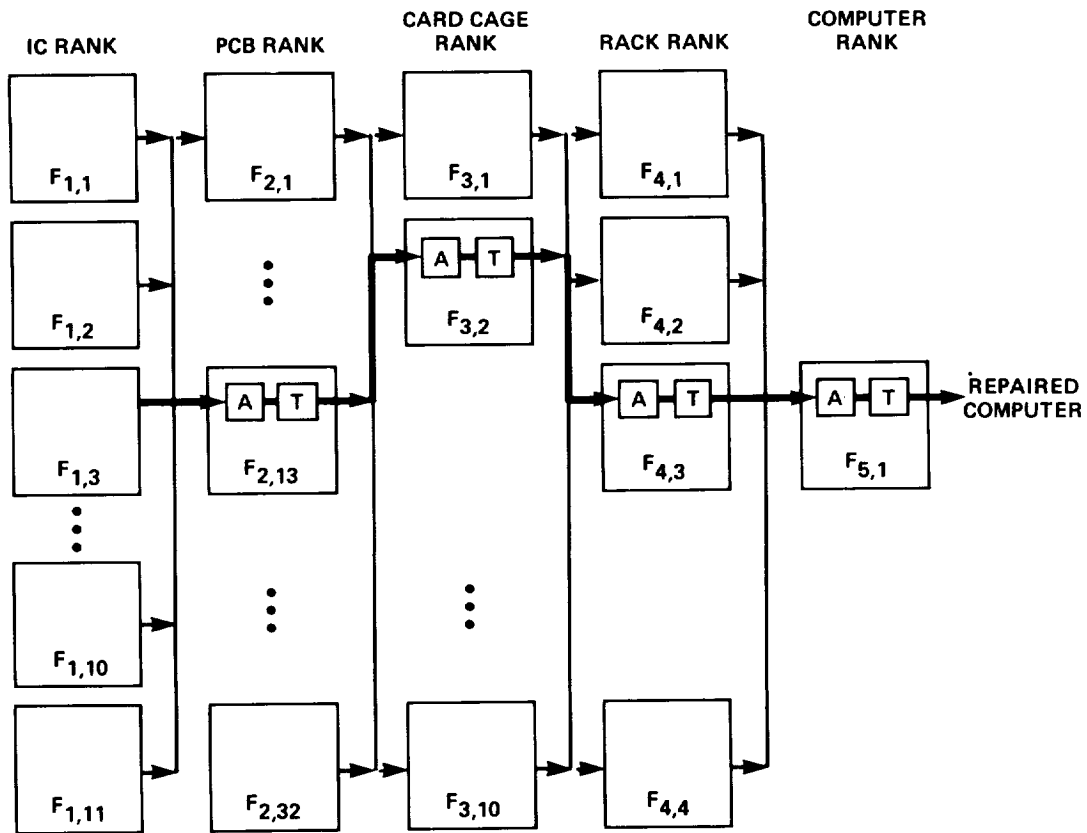 IC RANK
PCB RANK
CARD CAGE
RANK
RACK RANK
COMPUTER
RANK
F1,1
F2,1
F3,1
F4,1
F1,2
A T
F3,2
F4,2
F1,3
A T
F2,13
A T
F4,3
A T
F5,1
REPAIRED
COMPUTER
F1,10
F1,11
F2,32
F3,10
F4,4